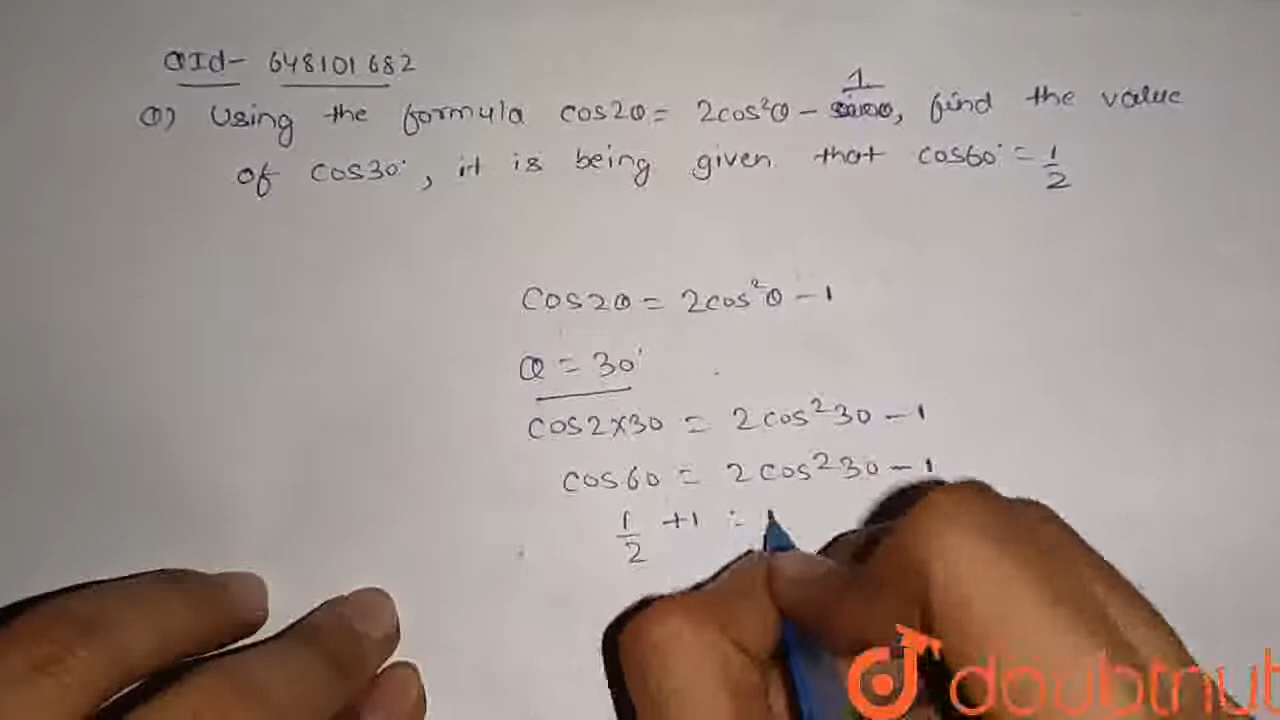 QId- 648101682
Q) Using the formula cos2θ = 2cos²θ - 1, find the value
of cos30°, it is being given that cos60° = 1/2
cos2θ = 2cos²θ - 1
θ = 30°
cos2×30 = 2cos²30 - 1
cos60 = 2cos²30 - 1
1/2 + 1 =
doubtnut